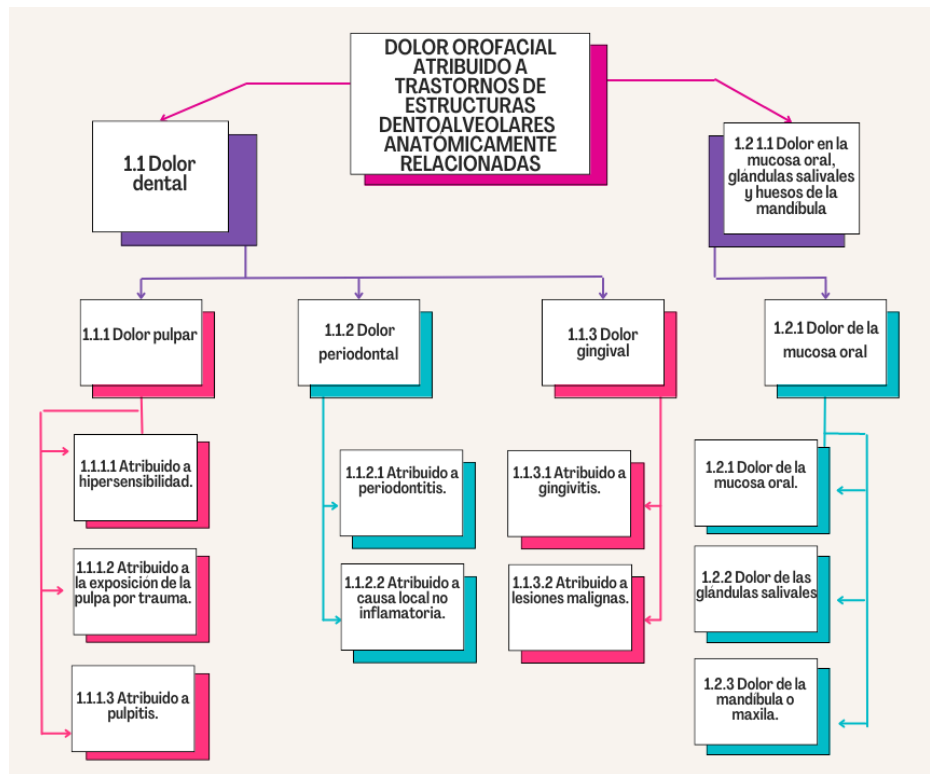 DOLOR OROFACIAL
ATRIBUIDO A
TRASTORNOS DE
ESTRUCTURAS
DENTOALVEOLARES
ANATOMICAMENTE
RELACIONADAS
1.1 Dolor
dental
1.2 1.1 Dolor en la
mucosa oral,
glándulas salivales
y huesos de la
mandíbula
1.1.1 Dolor pulpar
1.1.2 Dolor
periodontal
1.1.3 Dolor
gingival
1.2.1 Dolor de la
mucosa oral
1.1.1.1 Atribuido a
hipersensibilidad.
1.1.1.2 Atribuido a
la exposición de la
pulpa por trauma.
1.1.1.3 Atribuido a
pulpitis.
1.1.2.1 Atribuido a
periodontitis.
1.1.2.2 Atribuido a
causa local no
inflamatoria.
1.1.3.1 Atribuido a
gingivitis.
1.1.3.2 Atribuido a
lesiones malignas.
1.2.1 Dolor de la
mucosa oral.
1.2.2 Dolor de las
glándulas salivales
1.2.3 Dolor de la
mandíbula o
maxila.